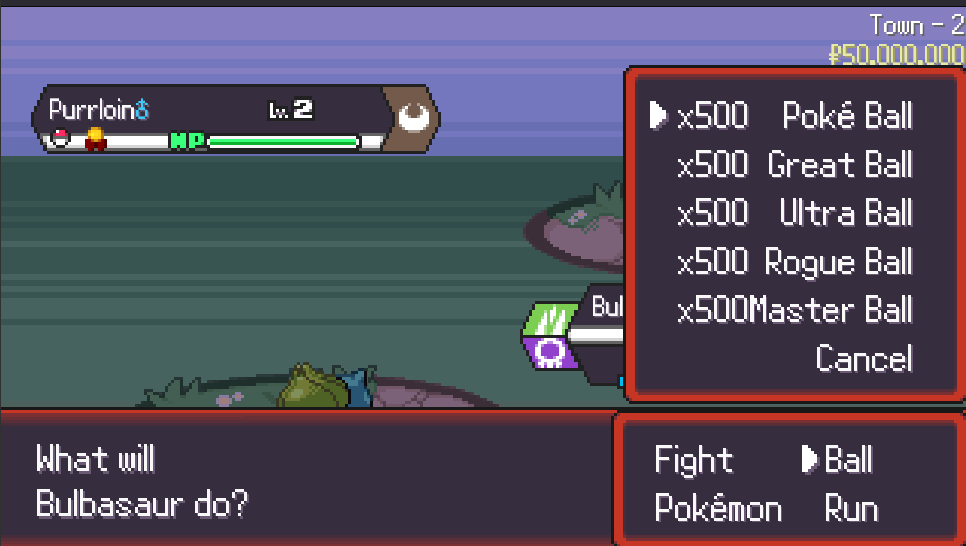 Town - 2
₽50,000,000
Purrloin♂ Lv. 2
HP
x500 Poké Ball
x500 Great Ball
x500 Ultra Ball
x500 Rogue Ball
x500Master Ball
Cancel
Bul
What will
Bulbasaur do?
Fight Ball
Pokémon Run